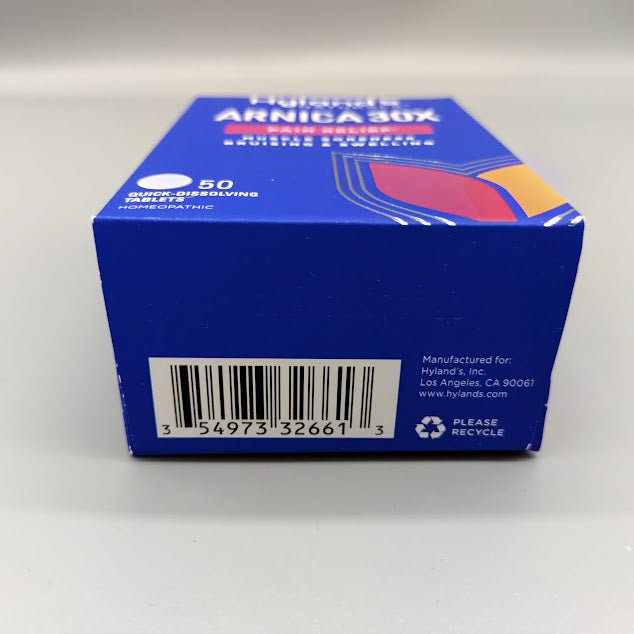 Hyland's
ARNICA 30X
PAIN RELIEF*
MUSCLE SORENESS
BRUISING & SWELLING
50
QUICK-DISSOLVING
TABLETS
HOMEOPATHIC
3 54973 32661 3
Manufactured for:
Hyland's, Inc.
Los Angeles, CA 90061
www.hylands.com
PLEASE
RECYCLE